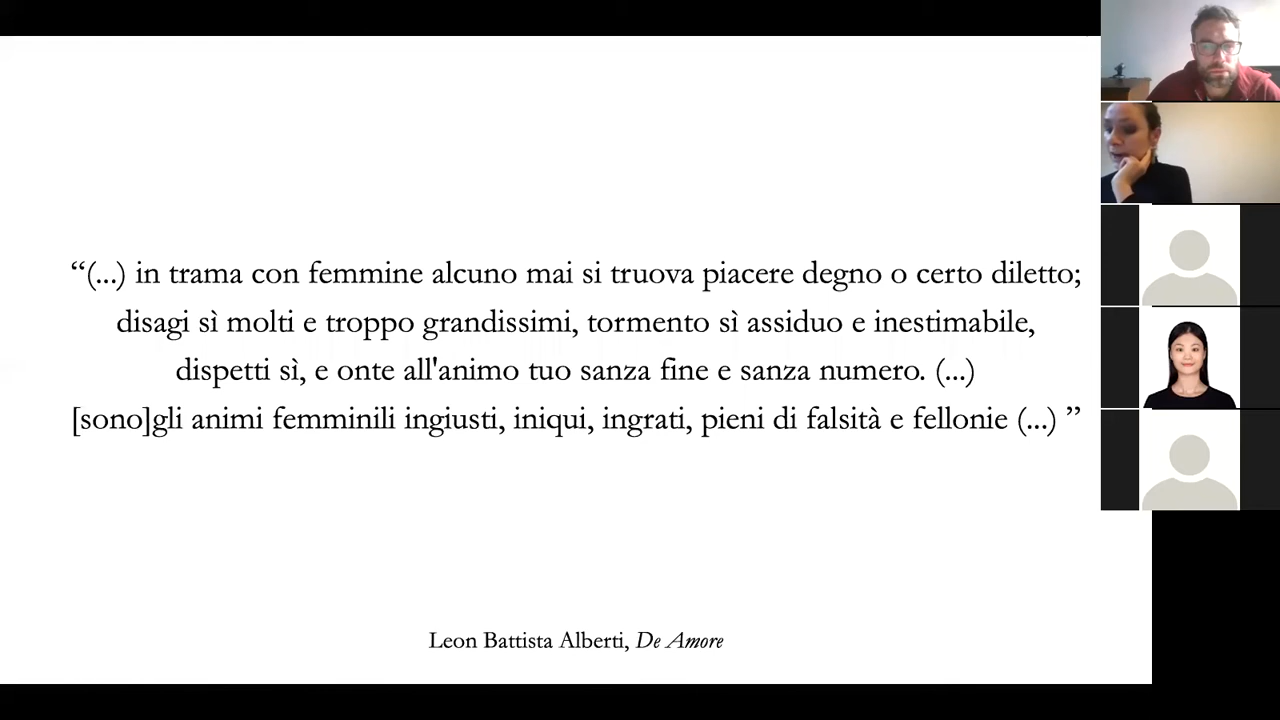 “(...) in trama con femmine alcuno mai si truova piacere degno o certo diletto;
disagi sì molti e troppo grandissimi, tormento sì assiduo e inestimabile,
dispetti sì, e onte all'animo tuo sanza fine e sanza numero. (...)
[sono]gli animi femminili ingiusti, iniqui, ingrati, pieni di falsità e fellonie (...) ”
Leon Battista Alberti, De Amore